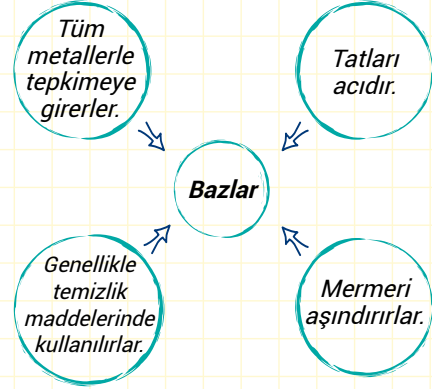 Tüm
metallerle
tepkimeye
girerler.
Tatları
acıdır.
Bazlar
Genellikle
temizlik
maddelerinde
kullanılırlar.
Mermeri
aşındırırlar.